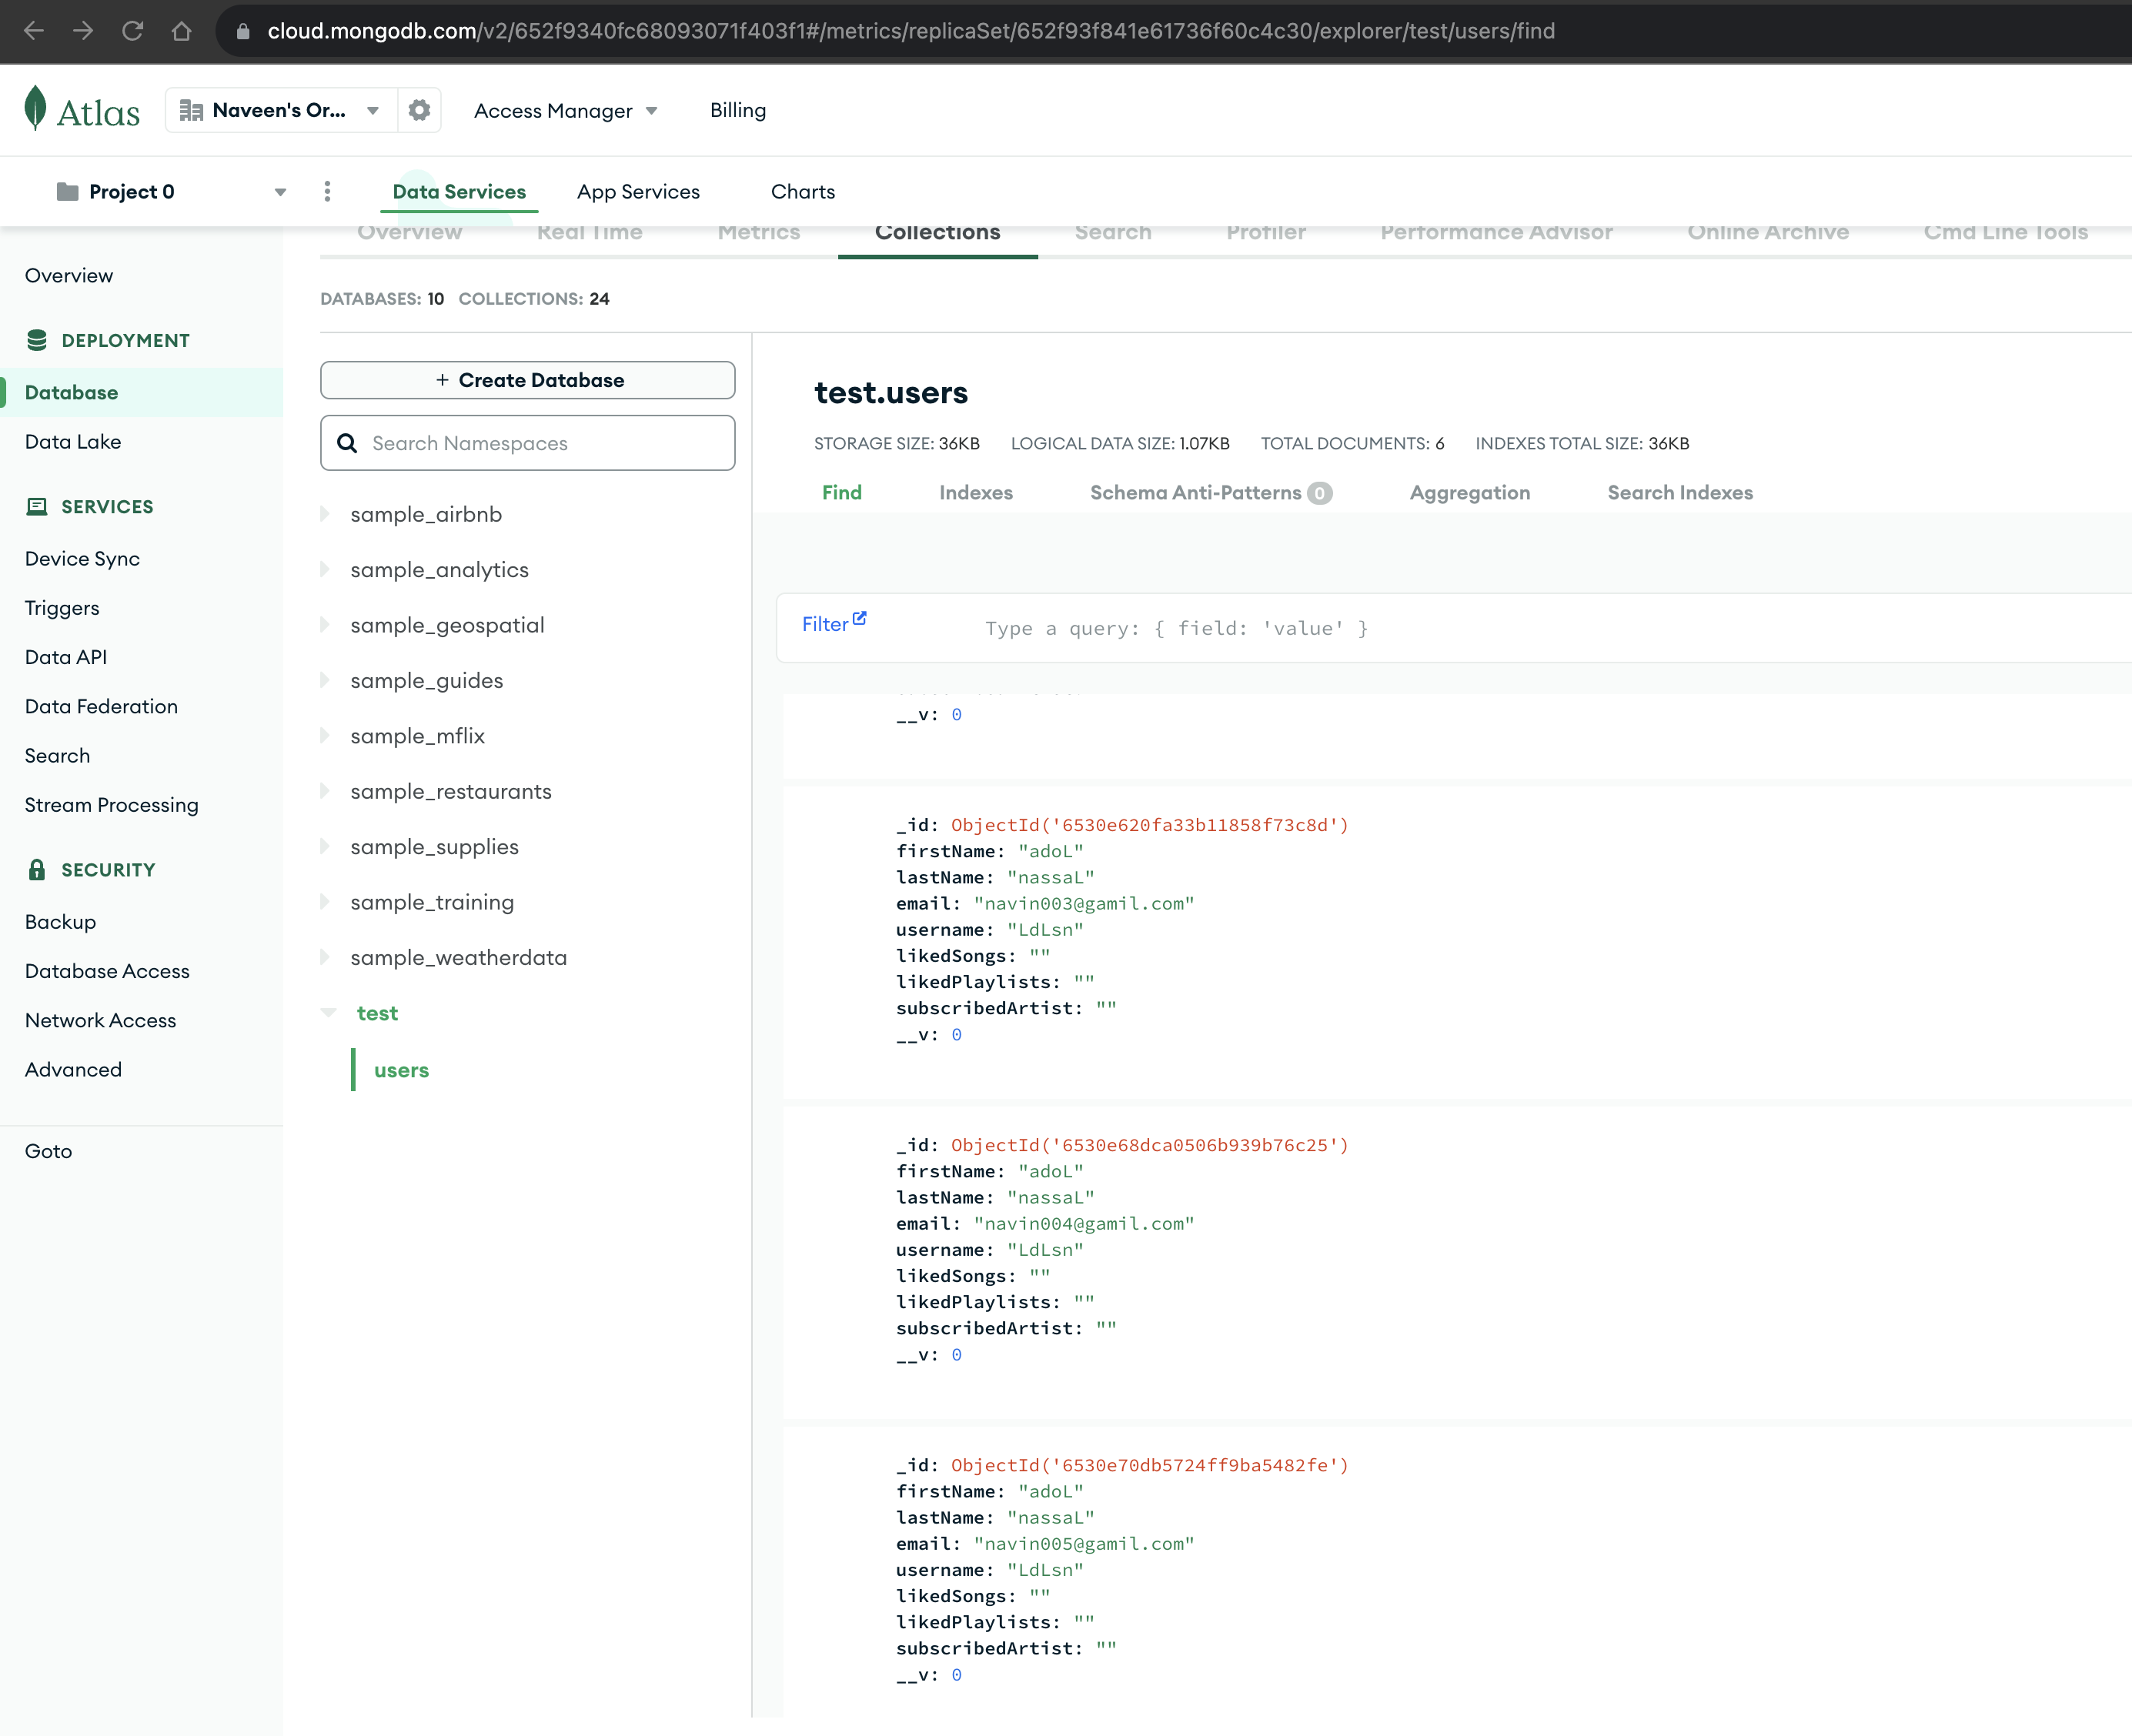 cloud.mongodb.com/v2/652f9340fc68093071f403f1#/metrics/replicaSet/652f93f841e61736f60c4c30/explorer/test/users/find
Atlas
Naveen's Or...
Access Manager
Billing
Project 0
Data Services
App Services
Charts
Overview
Real Time
Metrics
Collections
Search
Profiler
Performance Advisor
Online Archive
Cmd Line Tools
Overview
DEPLOYMENT
Database
Data Lake
SERVICES
Device Sync
Triggers
Data API
Data Federation
Search
Stream Processing
SECURITY
Backup
Database Access
Network Access
Advanced
Goto
DATABASES: 10 COLLECTIONS: 24
+ Create Database
Search Namespaces
sample_airbnb
sample_analytics
sample_geospatial
sample_guides
sample_mflix
sample_restaurants
sample_supplies
sample_training
sample_weatherdata
test
users
test.users
STORAGE SIZE: 36KB LOGICAL DATA SIZE: 1.07KB TOTAL DOCUMENTS: 6 INDEXES TOTAL SIZE: 36KB
Find
Indexes
Schema Anti-Patterns 0
Aggregation
Search Indexes
Filter
Type a query: { field: 'value' }
__v: 0
_id: ObjectId('6530e620fa33b11858f73c8d')
firstName: "adoL"
lastName: "nassaL"
email: "navin003@gamil.com"
username: "LdLsn"
likedSongs: ""
likedPlaylists: ""
subscribedArtist: ""
__v: 0
_id: ObjectId('6530e68dca0506b939b76c25')
firstName: "adoL"
lastName: "nassaL"
email: "navin004@gamil.com"
username: "LdLsn"
likedSongs: ""
likedPlaylists: ""
subscribedArtist: ""
__v: 0
_id: ObjectId('6530e70db5724ff9ba5482fe')
firstName: "adoL"
lastName: "nassaL"
email: "navin005@gamil.com"
username: "LdLsn"
likedSongs: ""
likedPlaylists: ""
subscribedArtist: ""
__v: 0